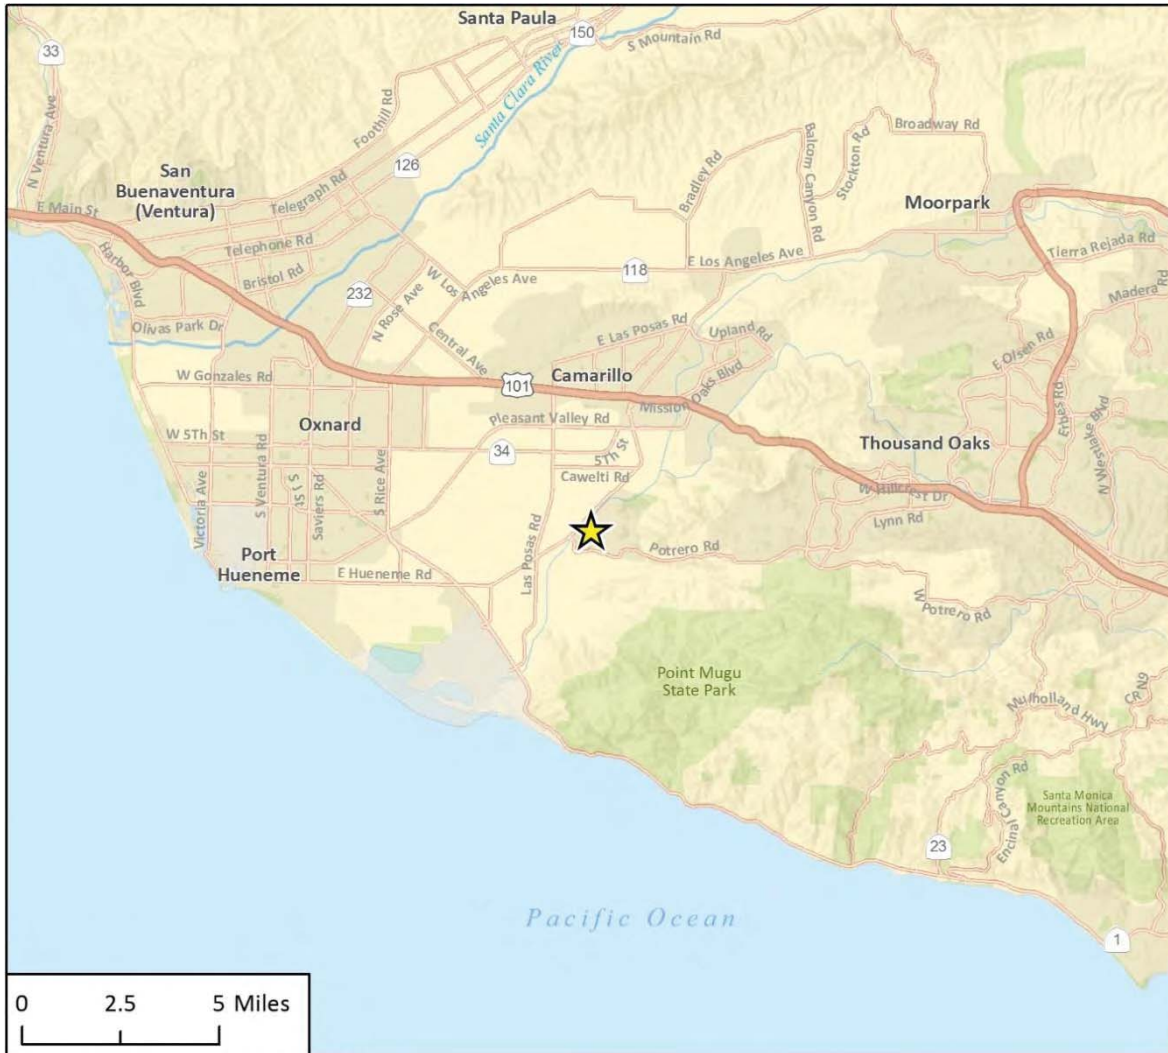 Santa Paula
33
150
S Mountain Rd
N Ventura Ave
Foothill Rd
Santa Clara River
126
Broadway Rd
Stockton Rd
Balcom Canyon Rd
Bradley Rd
San
Buenaventura
(Ventura)
Telegraph Rd
E Main St
Moorpark
Telephone Rd
Tierra Rejada Rd
Harbor Blvd
Bristol Rd
W Los Angeles Ave
E Los Angeles Ave
118
Madera Rd
232
N Rose Ave
Olivas Park Dr
Central Ave
E Las Posas Rd
Upland Rd
E Olsen Rd
W Gonzales Rd
101
Camarillo
Mission Oaks Blvd
Erbes Rd
N Westlake Blvd
Pleasant Valley Rd
Oxnard
W 5Th St
34
5Th St
Thousand Oaks
Cawelti Rd
W Hillcrest Dr
Lynn Rd
Victoria Ave
S Ventura Rd
S J St
Saviers Rd
S Rice Ave
Las Posas Rd
Port
Hueneme
E Hueneme Rd
Potrero Rd
W Potrero Rd
Point Mugu
State Park
Mulholland Hwy
CR N9
Encinal Canyon Rd
Santa Monica
Mountains National
Recreation Area
23
Pacific Ocean
1
0 2.5 5 Miles